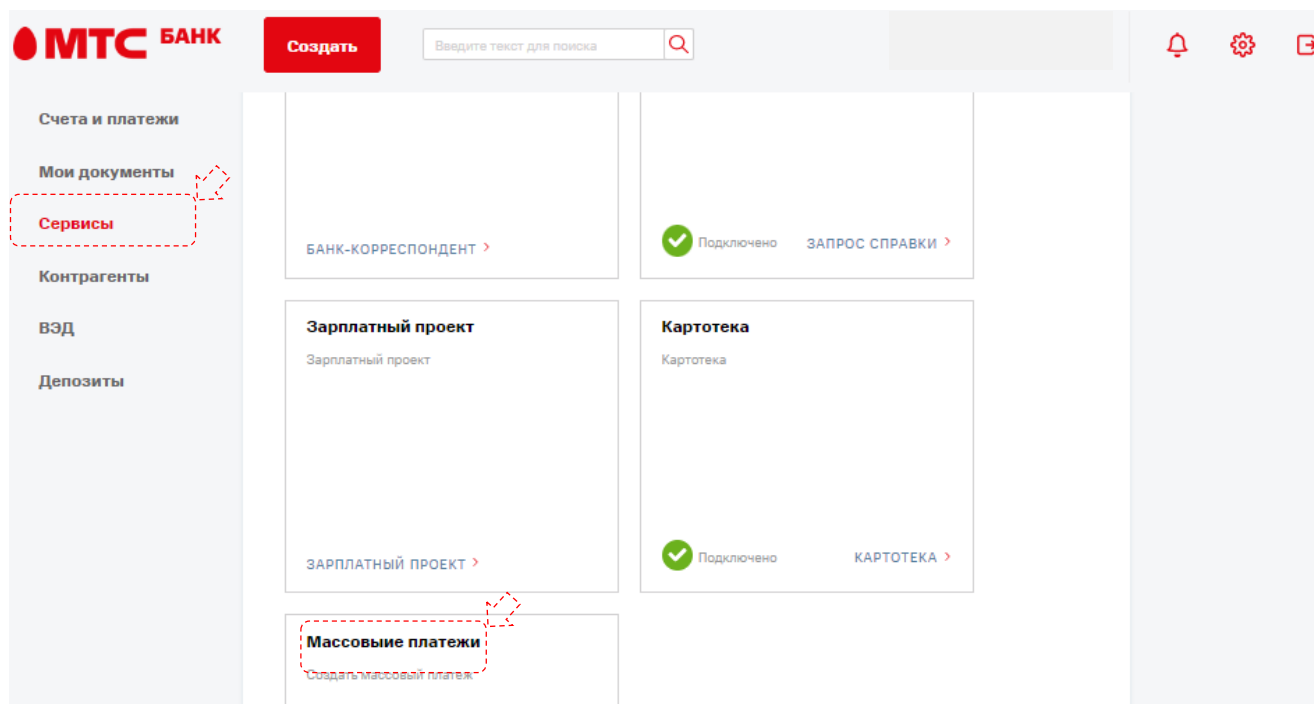 МТС БАНК
Создать
Введите текст для поиска
Счета и платежи
Мои документы
Сервисы
Контрагенты
ВЭД
Депозиты
БАНК-КОРРЕСПОНДЕНТ >
Подключено ЗАПРОС СПРАВКИ >
Зарплатный проект
Зарплатный проект
ЗАРПЛАТНЫЙ ПРОЕКТ >
Картотека
Картотека
Подключено КАРТОТЕКА >
Массовыие платежи
Создать массовый платеж